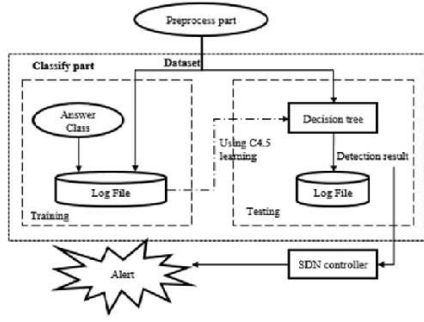 Preprocess part
Classify part
Dataset
Answer
Class
Decision tree
Using C4.5
learning
Detection result
Log File
Log File
Training
Testing
Alert
SDN controller